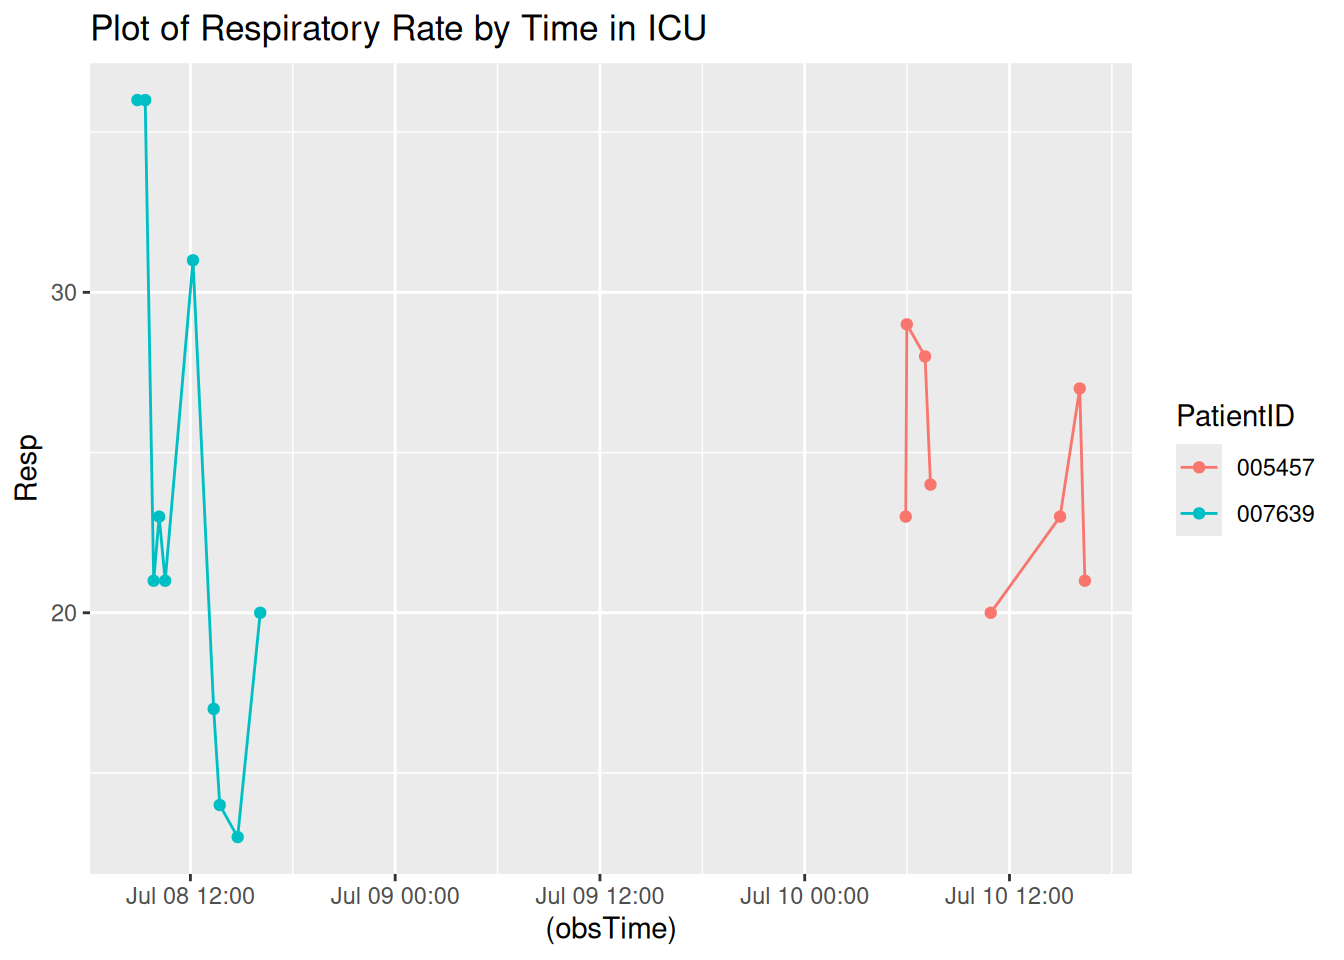 Plot of Respiratory Rate by Time in ICU
Resp
30
20
Jul 08 12:00
Jul 09 00:00
Jul 09 12:00
Jul 10 00:00
Jul 10 12:00
(obsTime)
PatientID
005457
007639